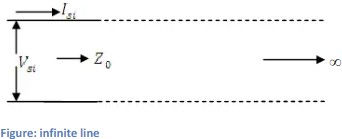 I_si
V_si
Z_0
∞
Figure: infinite line